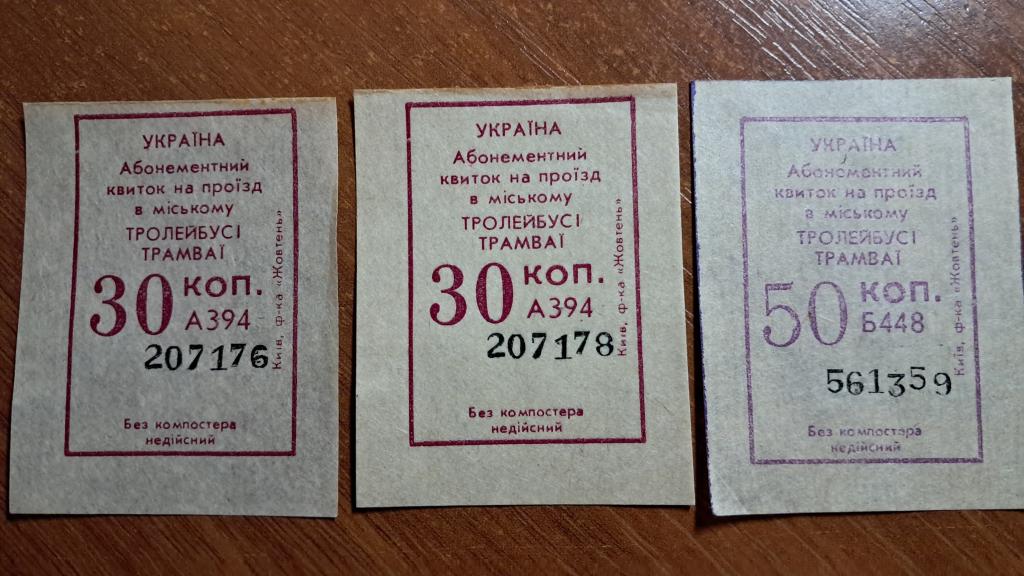 УКРАЇНА
Абонементний
квиток на проїзд
в міському
ТРОЛЕЙБУСІ
ТРАМВАЇ
30 КОП.
А394
207176
Київ, ф-ка «Жовтень»
Без компостера
недійсний
УКРАЇНА
Абонементний
квиток на проїзд
в міському
ТРОЛЕЙБУСІ
ТРАМВАЇ
30 КОП.
А394
207178
Київ, ф-ка «Жовтень»
Без компостера
недійсний
УКРАЇНА
Абонементний
квиток на проїзд
в міському
ТРОЛЕЙБУСІ
ТРАМВАЇ
50 КОП.
Б448
561359
Київ, ф-ка «Жовтень»
Без компостера
недійсний